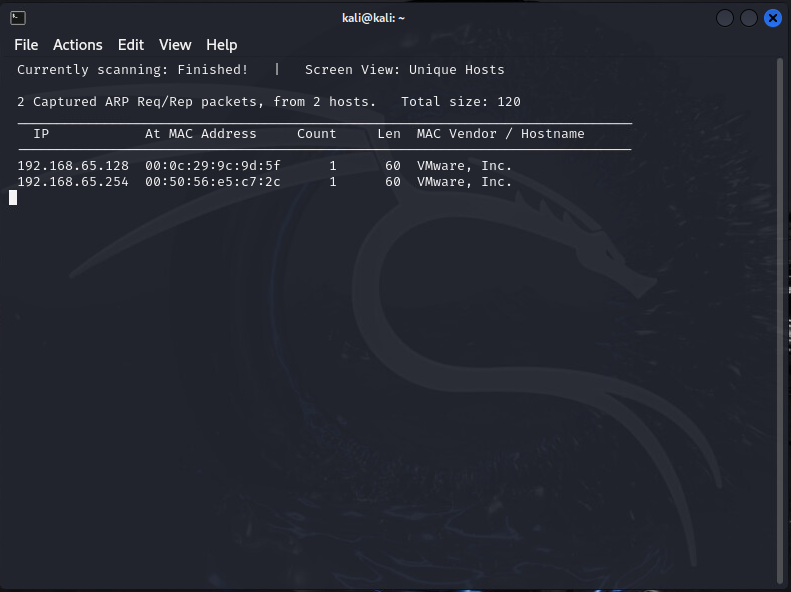 kali@kali: ~
File Actions Edit View Help
Currently scanning: Finished! | Screen View: Unique Hosts
2 Captured ARP Req/Rep packets, from 2 hosts. Total size: 120
IP At MAC Address Count Len MAC Vendor / Hostname
192.168.65.128 00:0c:29:9c:9d:5f 1 60 VMware, Inc.
192.168.65.254 00:50:56:e5:c7:2c 1 60 VMware, Inc.